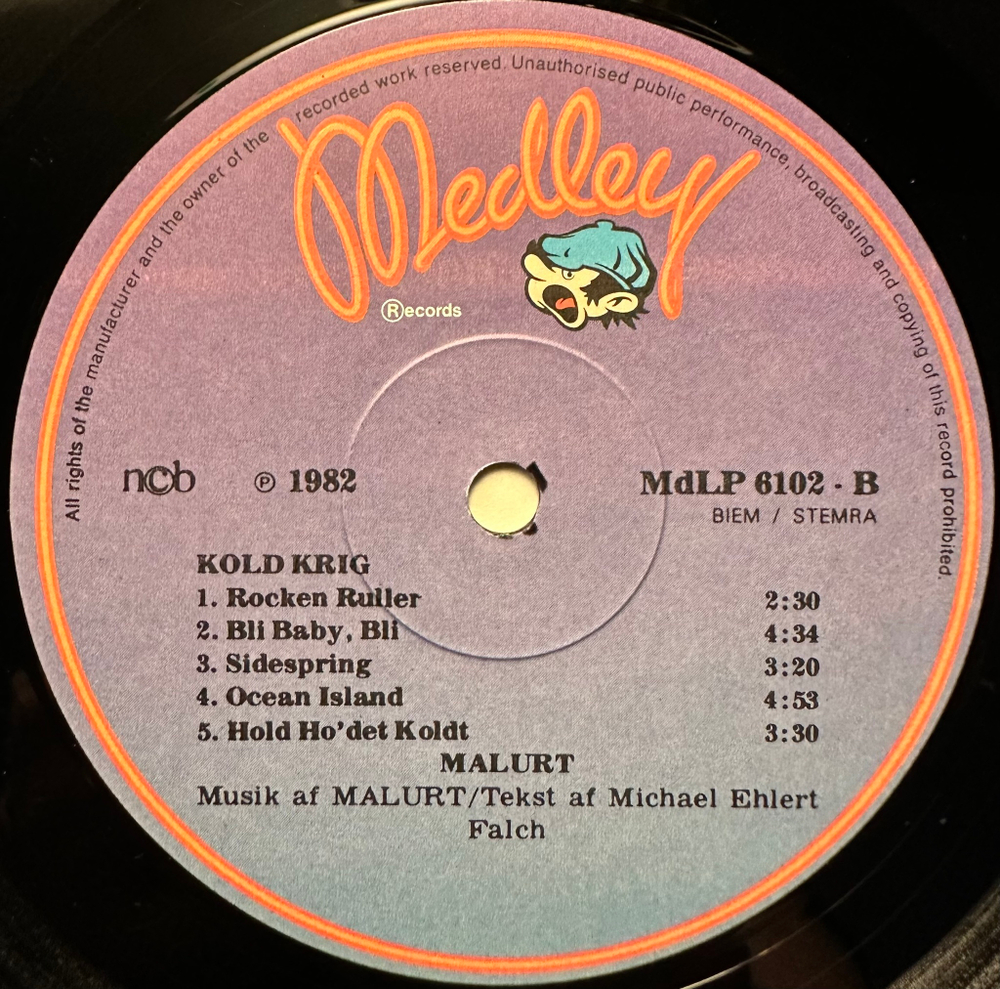 All rights of the manufacturer and the owner of the recorded work reserved. Unauthorised public performance, broadcasting and copying of this record prohibited.
Medley
Ⓡecords
ncb ℗ 1982 MdLP 6102 - B
BIEM / STEMRA
KOLD KRIG
1. Rocken Ruller 2:30
2. Bli Baby, Bli 4:34
3. Sidespring 3:20
4. Ocean Island 4:53
5. Hold Ho'det Koldt 3:30
MALURT
Musik af MALURT/Tekst af Michael Ehlert
Falch